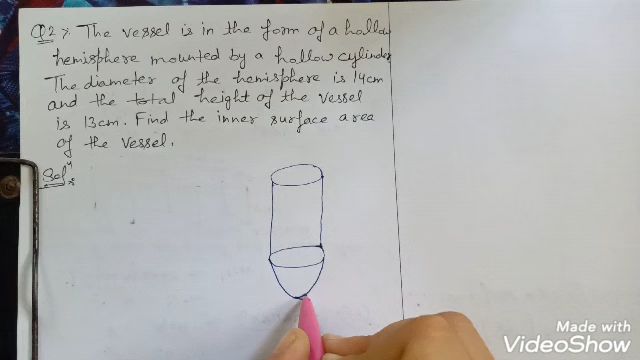 Q2 :. The vessel is in the form of a hollow
hemisphere mounted by a hollow cylinder
The diameter of the hemisphere is 14cm
and the total height of the vessel
is 13cm. Find the inner surface area
of the vessel.
Solⁿ :
Made with
VideoShow